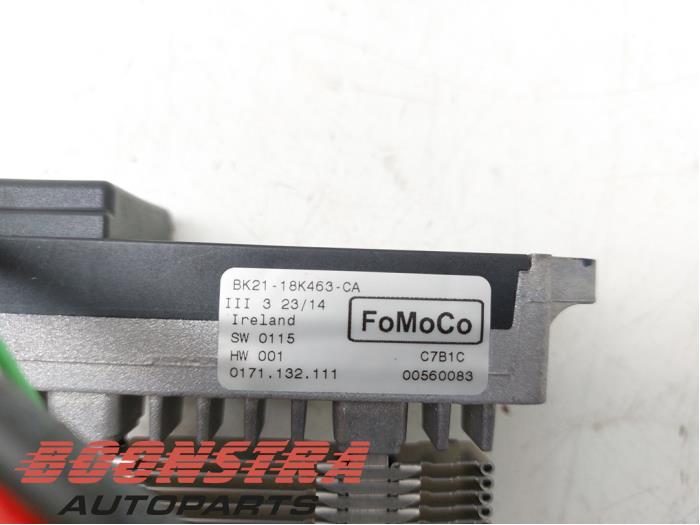 BK21-18K463-CA
III 3 23/14
Ireland
FoMoCo
SW 0115
HW 001 C7B1C
0171.132.111 00560083
BOONSTRA
AUTOPARTS